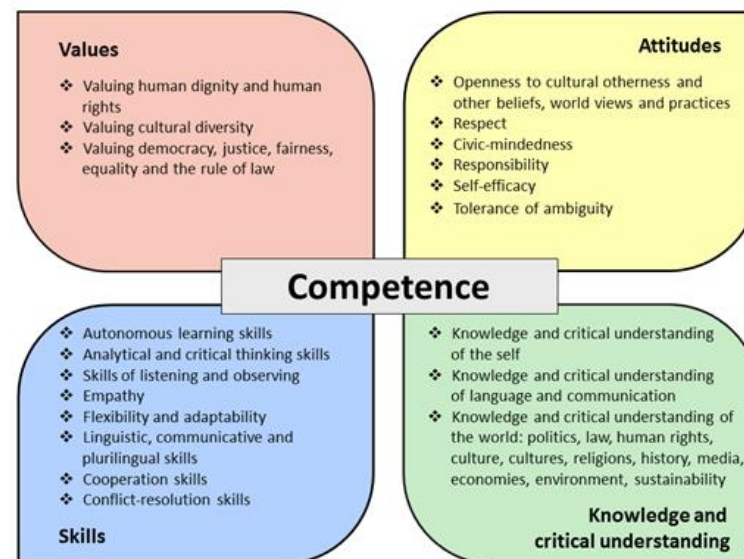 Values
❖ Valuing human dignity and human
rights
❖ Valuing cultural diversity
❖ Valuing democracy, justice, fairness,
equality and the rule of law
Attitudes
❖ Openness to cultural otherness and
other beliefs, world views and practices
❖ Respect
❖ Civic-mindedness
❖ Responsibility
❖ Self-efficacy
❖ Tolerance of ambiguity
Competence
❖ Autonomous learning skills
❖ Analytical and critical thinking skills
❖ Skills of listening and observing
❖ Empathy
❖ Flexibility and adaptability
❖ Linguistic, communicative and
plurilingual skills
❖ Cooperation skills
❖ Conflict-resolution skills
Skills
❖ Knowledge and critical understanding
of the self
❖ Knowledge and critical understanding
of language and communication
❖ Knowledge and critical understanding of
the world: politics, law, human rights,
culture, cultures, religions, history, media,
economies, environment, sustainability
Knowledge and
critical understanding